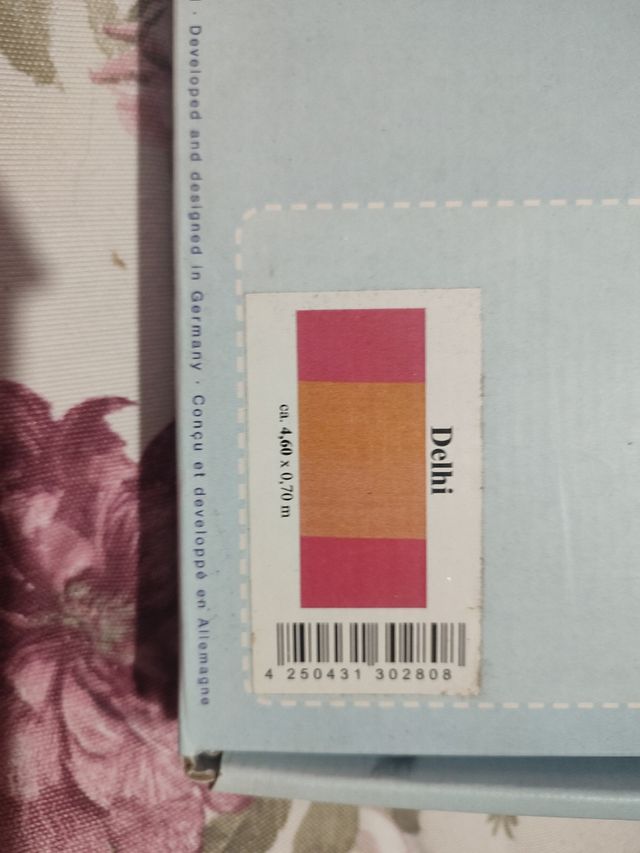 · Developed and designed in Germany · Conçu et developpé en Allemagne
Delhi
ca. 4,60 x 0,70 m
4 250431 302808